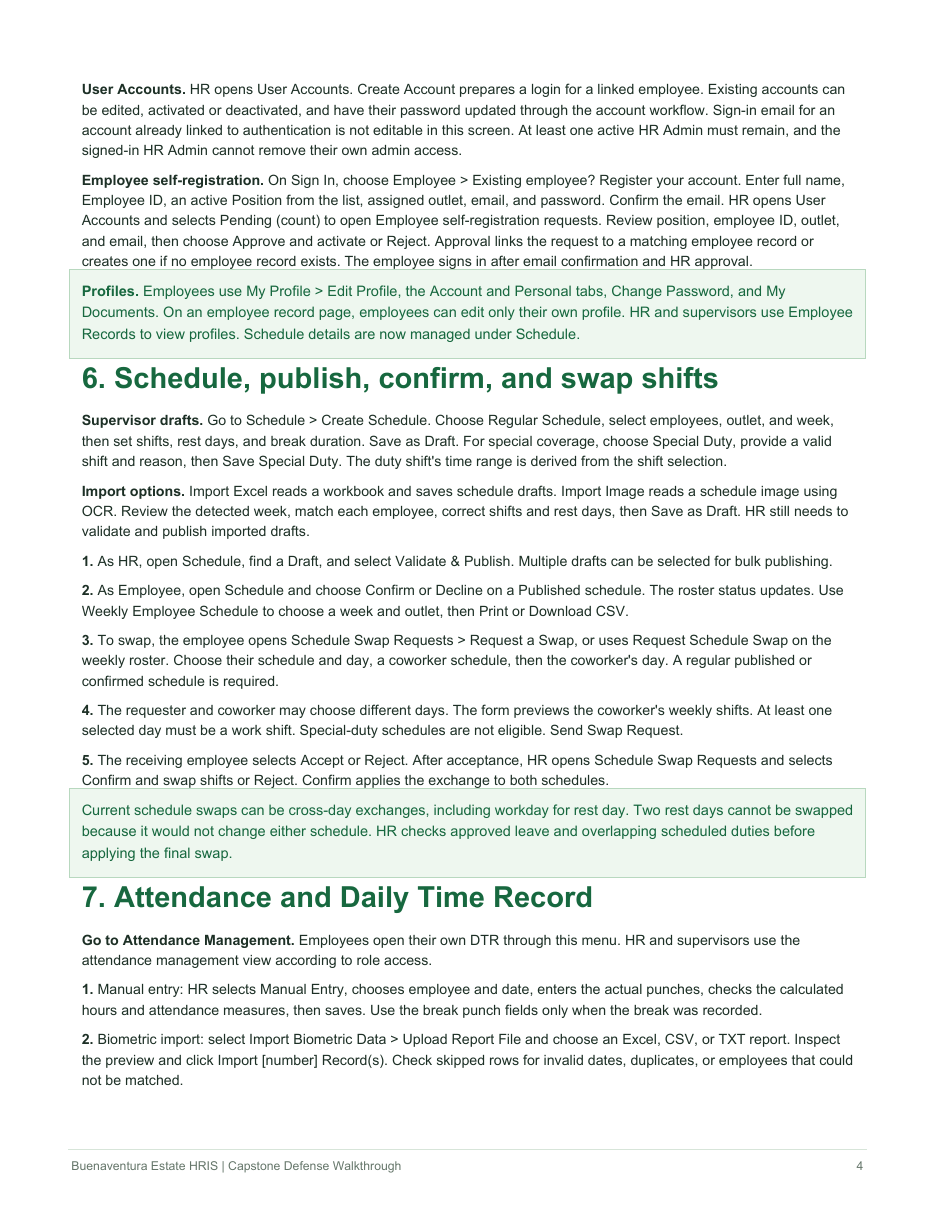 User Accounts. HR opens User Accounts. Create Account prepares a login for a linked employee. Existing accounts can
be edited, activated or deactivated, and have their password updated through the account workflow. Sign-in email for an
account already linked to authentication is not editable in this screen. At least one active HR Admin must remain, and the
signed-in HR Admin cannot remove their own admin access.
Employee self-registration. On Sign In, choose Employee > Existing employee? Register your account. Enter full name,
Employee ID, an active Position from the list, assigned outlet, email, and password. Confirm the email. HR opens User
Accounts and selects Pending (count) to open Employee self-registration requests. Review position, employee ID, outlet,
and email, then choose Approve and activate or Reject. Approval links the request to a matching employee record or
creates one if no employee record exists. The employee signs in after email confirmation and HR approval.
Profiles. Employees use My Profile > Edit Profile, the Account and Personal tabs, Change Password, and My
Documents. On an employee record page, employees can edit only their own profile. HR and supervisors use Employee
Records to view profiles. Schedule details are now managed under Schedule.
6. Schedule, publish, confirm, and swap shifts
Supervisor drafts. Go to Schedule > Create Schedule. Choose Regular Schedule, select employees, outlet, and week,
then set shifts, rest days, and break duration. Save as Draft. For special coverage, choose Special Duty, provide a valid
shift and reason, then Save Special Duty. The duty shift's time range is derived from the shift selection.
Import options. Import Excel reads a workbook and saves schedule drafts. Import Image reads a schedule image using
OCR. Review the detected week, match each employee, correct shifts and rest days, then Save as Draft. HR still needs to
validate and publish imported drafts.
1. As HR, open Schedule, find a Draft, and select Validate & Publish. Multiple drafts can be selected for bulk publishing.
2. As Employee, open Schedule and choose Confirm or Decline on a Published schedule. The roster status updates. Use
Weekly Employee Schedule to choose a week and outlet, then Print or Download CSV.
3. To swap, the employee opens Schedule Swap Requests > Request a Swap, or uses Request Schedule Swap on the
weekly roster. Choose their schedule and day, a coworker schedule, then the coworker's day. A regular published or
confirmed schedule is required.
4. The requester and coworker may choose different days. The form previews the coworker's weekly shifts. At least one
selected day must be a work shift. Special-duty schedules are not eligible. Send Swap Request.
5. The receiving employee selects Accept or Reject. After acceptance, HR opens Schedule Swap Requests and selects
Confirm and swap shifts or Reject. Confirm applies the exchange to both schedules.
Current schedule swaps can be cross-day exchanges, including workday for rest day. Two rest days cannot be swapped
because it would not change either schedule. HR checks approved leave and overlapping scheduled duties before
applying the final swap.
7. Attendance and Daily Time Record
Go to Attendance Management. Employees open their own DTR through this menu. HR and supervisors use the
attendance management view according to role access.
1. Manual entry: HR selects Manual Entry, chooses employee and date, enters the actual punches, checks the calculated
hours and attendance measures, then saves. Use the break punch fields only when the break was recorded.
2. Biometric import: select Import Biometric Data > Upload Report File and choose an Excel, CSV, or TXT report. Inspect
the preview and click Import [number] Record(s). Check skipped rows for invalid dates, duplicates, or employees that could
not be matched.
Buenaventura Estate HRIS | Capstone Defense Walkthrough
4